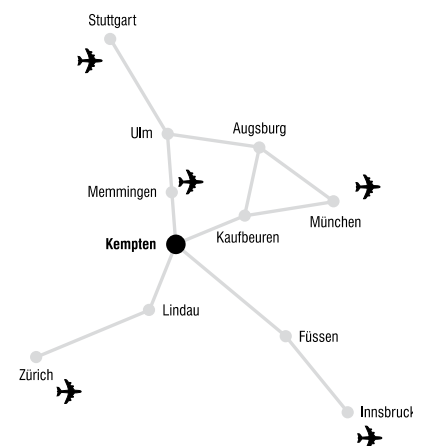 Stuttgart
Ulm
Augsburg
Memmingen
München
Kaufbeuren
Kempten
Lindau
Füssen
Zürich
Innsbruck